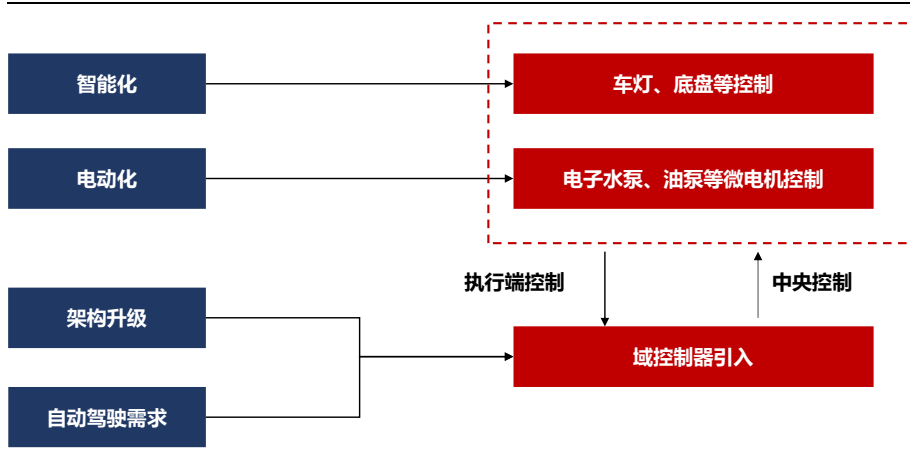 智能化
车灯、底盘等控制
电动化
电子水泵、油泵等微电机控制
执行端控制
中央控制
架构升级
域控制器引入
自动驾驶需求